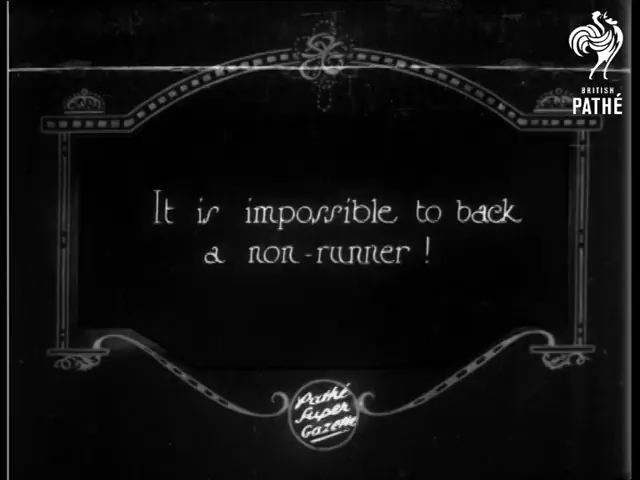 BRITISH
PATHÉ
It is impossible to back
a non-runner!
Pathé
Super
Gazette